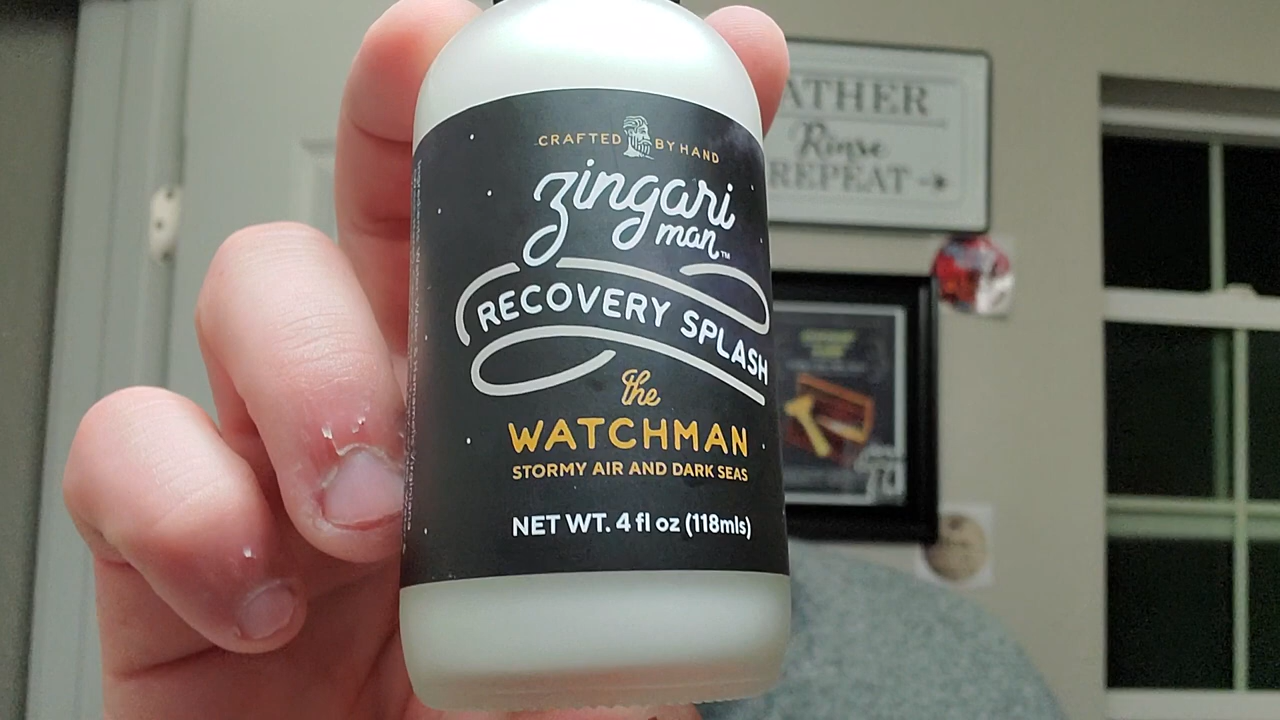 CRAFTED BY HAND
zingari
man™
RECOVERY SPLASH
the
WATCHMAN
STORMY AIR AND DARK SEAS
NET WT. 4 fl oz (118mls)
ATHER
Rinse
REPEAT